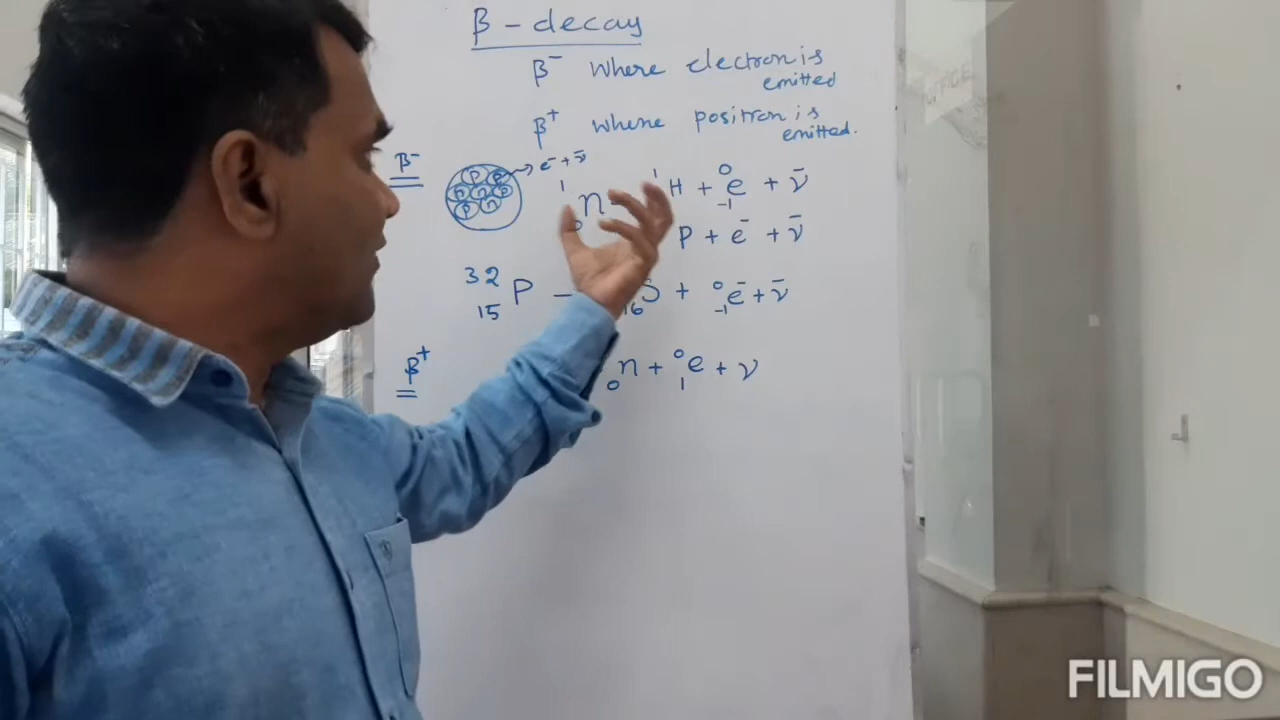 β - decay
β⁻ where electron is emitted
β⁺ where positron is emitted.
β⁻
e⁻ + ν̄
p
n n p
p n
¹₀n ¹H + ⁰₋₁e + ν̄
p + e⁻ + ν̄
³²₁₅P – ₁₆S + ⁰₋₁e⁻ + ν̄
β⁺
₀n + ⁰₁e + ν
FILMIGO